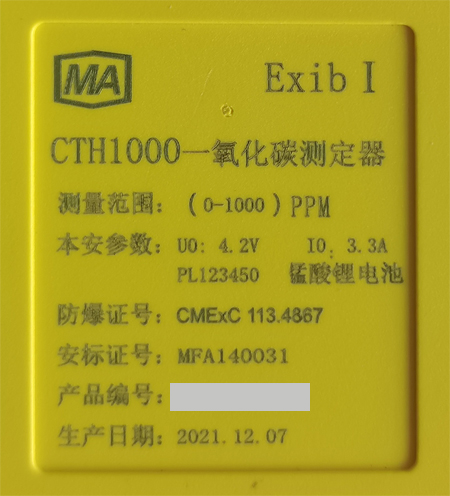 MA Exib I
CTH1000一氧化碳测定器
测量范围：（0-1000）PPM
本安参数：U0: 4.2V I0: 3.3A
PL123450 锰酸锂电池
防爆证号：CMExC 113.4867
安标证号：MFA140031
产品编号：
生产日期：2021.12.07